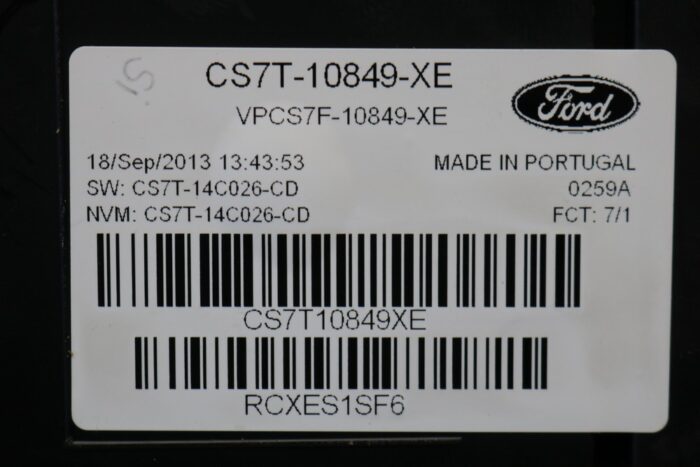 CS7T-10849-XE
VPCS7F-10849-XE
Ford
18/Sep/2013 13:43:53
MADE IN PORTUGAL
SW: CS7T-14C026-CD
0259A
NVM: CS7T-14C026-CD
FCT: 7/1
CS7T10849XE
RCXES1SF6